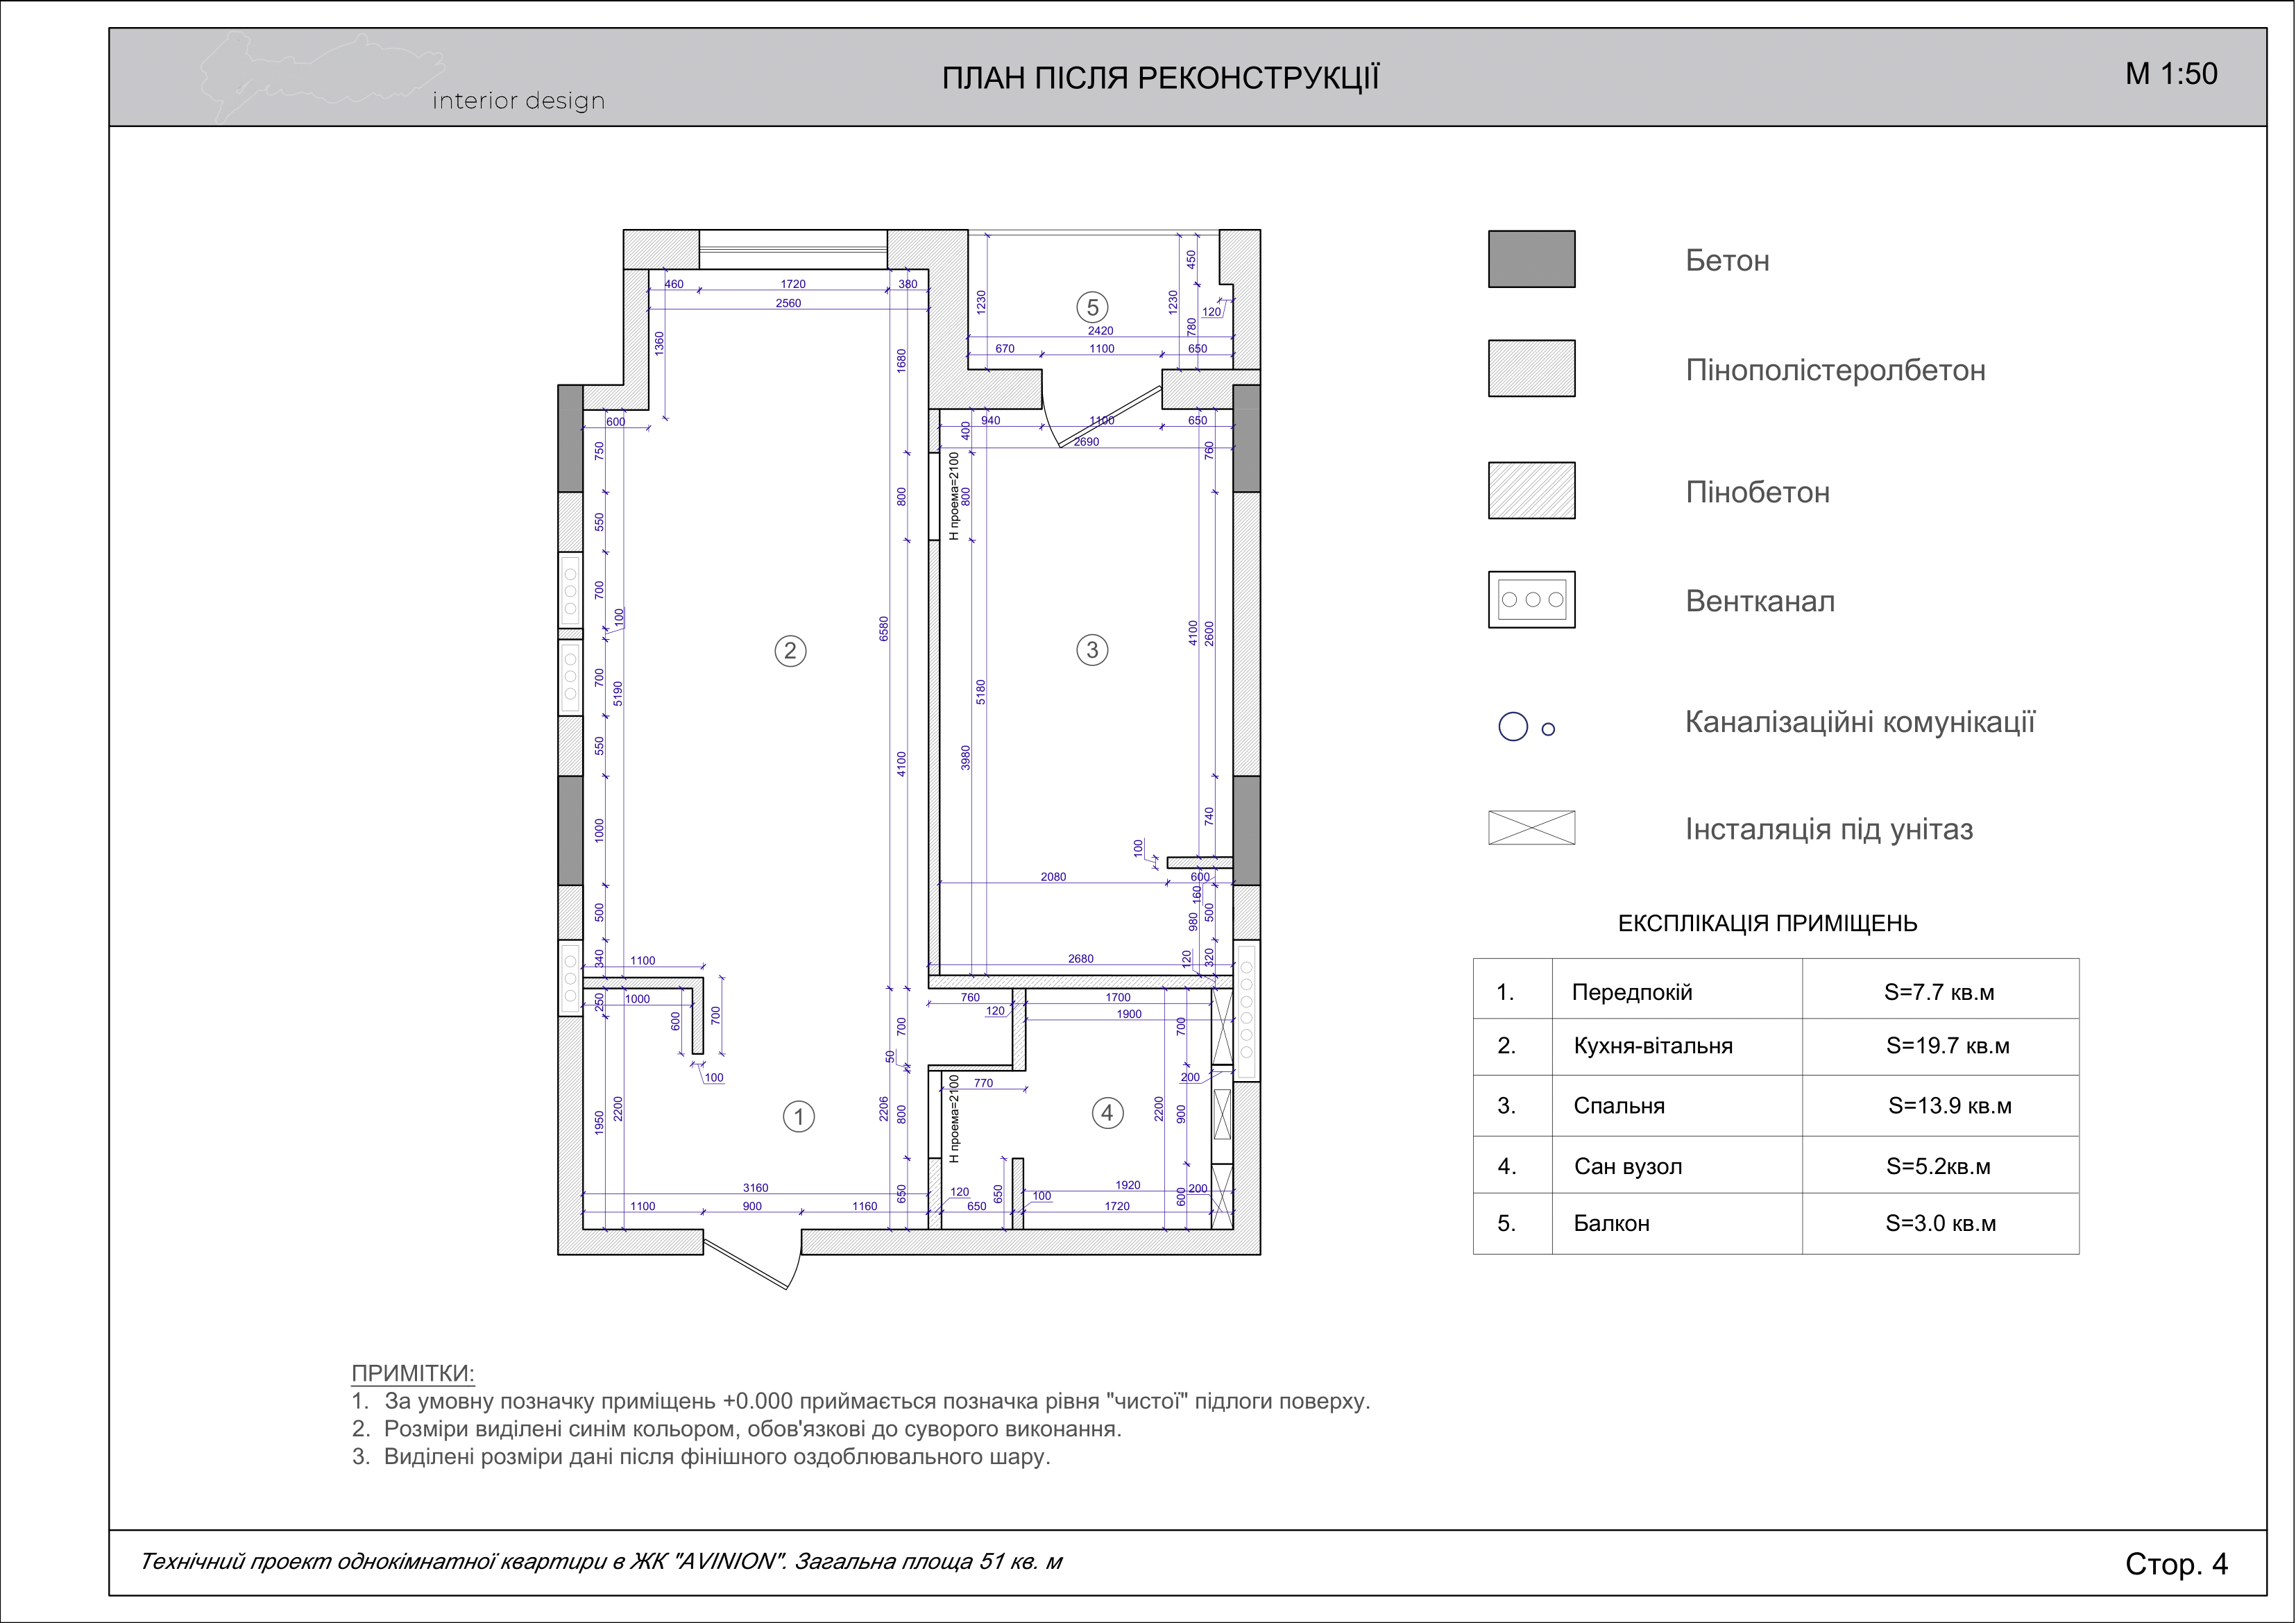 interior design
ПЛАН ПІСЛЯ РЕКОНСТРУКЦІЇ
М 1:50
460 1720 380
2560
1360
1680
600
750
550
700
100
700
5190
550
1000
500
340
1100
800
6580
4100
2
1230
1230
450
780
120
5
2420
670 1100 650
940 1100 650
2690
400
800
Н проема=2100
760
4100
2600
5180
3980
3
740
100
2080 600
160
980
500
120
320
2680
250
1000
600
700
100
1950
2200
1
3160
1100 900 1160
700
50
2206
800
650
760
120
1700
1900
700
770
200
Н проема=2100
4
2200
900
120
650
650
100
1920
200
1720
600
Бетон
Пінополістеролбетон
Пінобетон
Вентканал
Каналізаційні комунікації
Інсталяція під унітаз
ЕКСПЛІКАЦІЯ ПРИМІЩЕНЬ
1. Передпокій S=7.7 кв.м
2. Кухня-вітальня S=19.7 кв.м
3. Спальня S=13.9 кв.м
4. Сан вузол S=5.2кв.м
5. Балкон S=3.0 кв.м
ПРИМІТКИ:
1. За умовну позначку приміщень +0.000 приймається позначка рівня "чистої" підлоги поверху.
2. Розміри виділені синім кольором, обов'язкові до суворого виконання.
3. Виділені розміри дані після фінішного оздоблювального шару.
Технічний проект однокімнатної квартири в ЖК "AVINION". Загальна площа 51 кв. м
Стор. 4